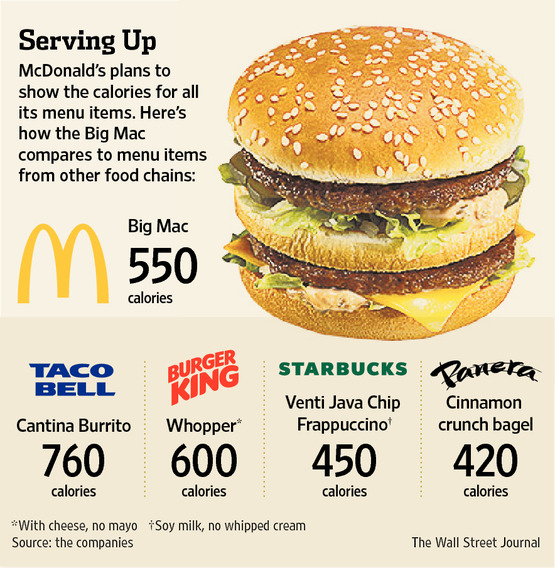 Serving Up
McDonald's plans to
show the calories for all
its menu items. Here's
how the Big Mac
compares to menu items
from other food chains:
Big Mac
550
calories
TACO
BELL
Cantina Burrito
760
calories
BURGER
KING
Whopper*
600
calories
STARBUCKS
Venti Java Chip
Frappuccino†
450
calories
Panera
Cinnamon
crunch bagel
420
calories
*With cheese, no mayo †Soy milk, no whipped cream
Source: the companies
The Wall Street Journal